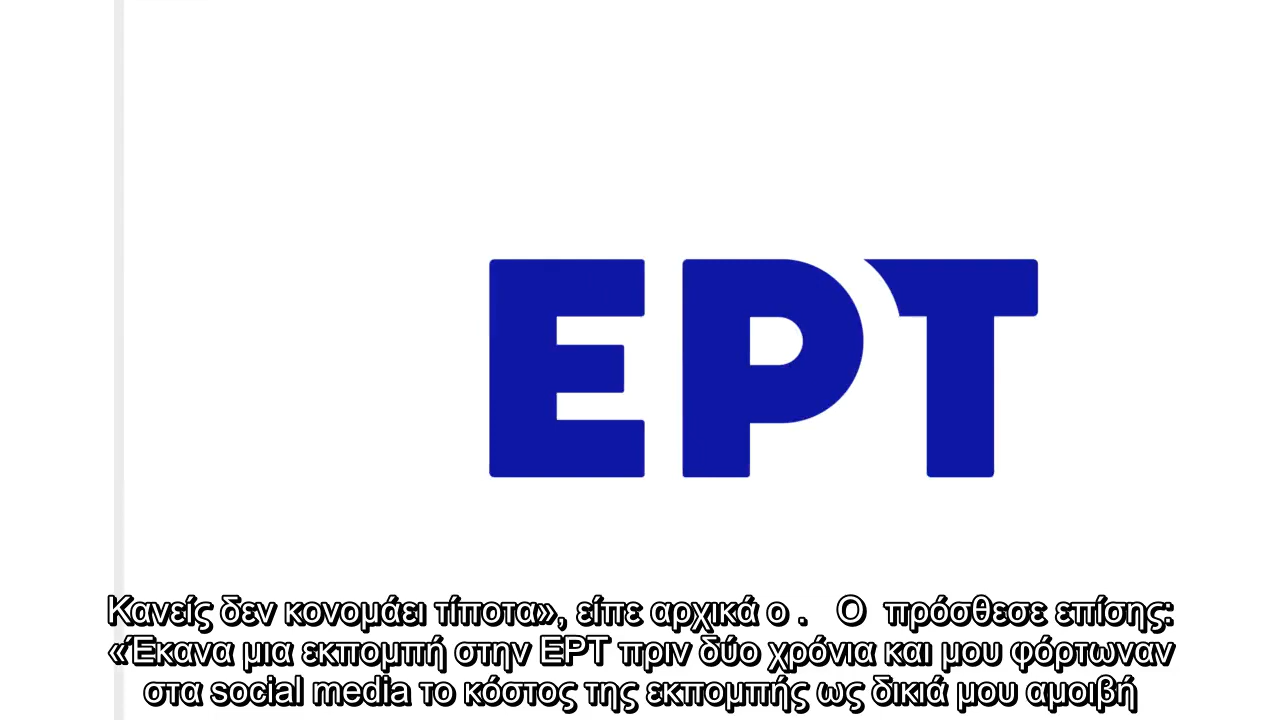 ΕΡΤ
Κανείς δεν κονομάει τίποτα», είπε αρχικά ο .   Ο  πρόσθεσε επίσης:
«Έκανα μια εκπομπή στην ΕΡΤ πριν δύο χρόνια και μου φόρτωναν
στα social media το κόστος της εκπομπής ως δικιά μου αμοιβή